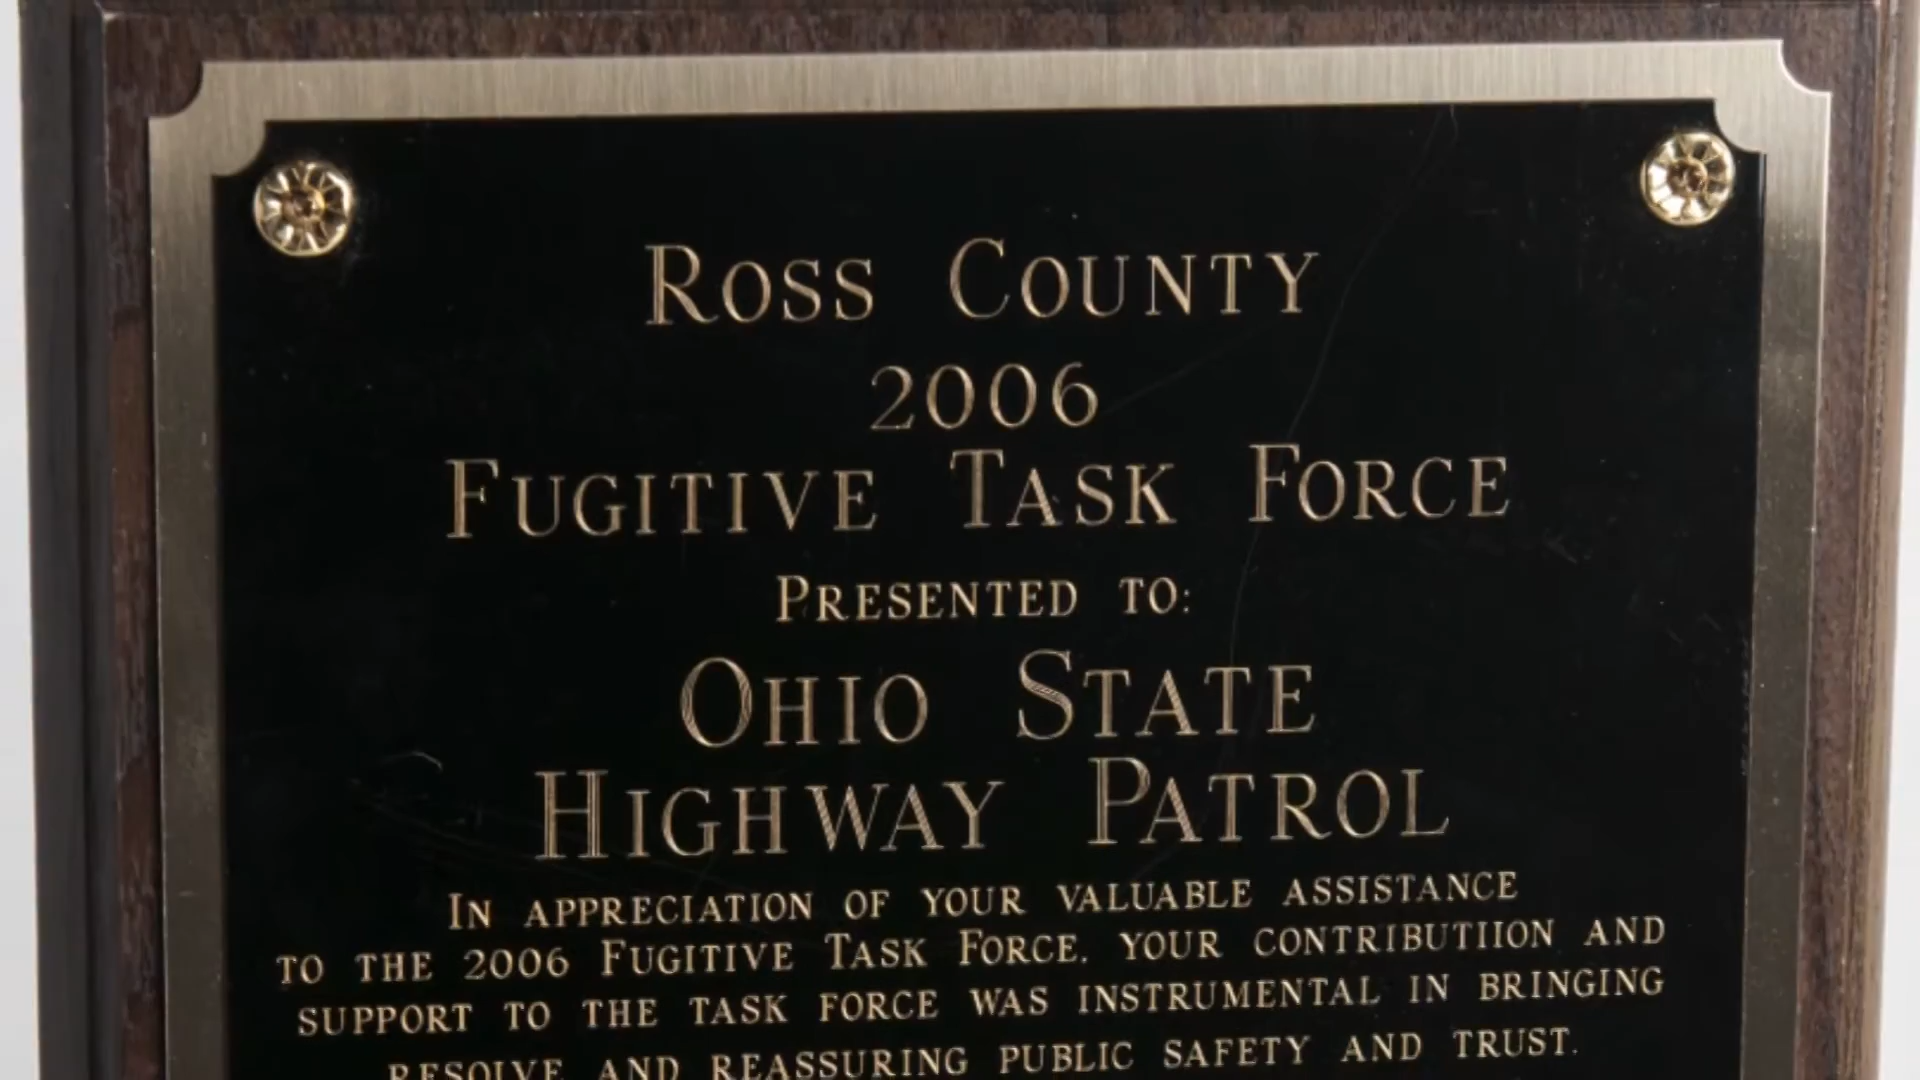 Ross County
2006
Fugitive Task Force
Presented to:
Ohio State
Highway Patrol
In appreciation of your valuable assistance
to the 2006 Fugitive Task Force. Your contributiion and
support to the task force was instrumental in bringing
resolve and reassuring public safety and trust.